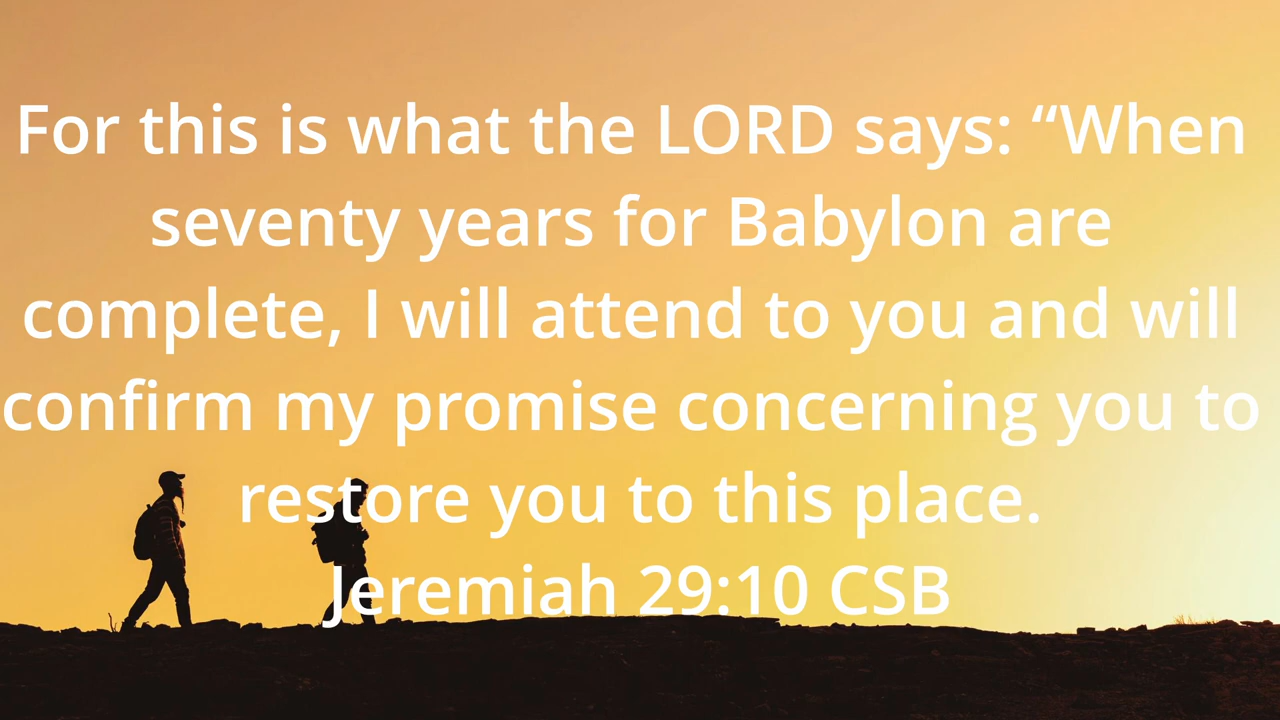 For this is what the LORD says: “When
seventy years for Babylon are
complete, I will attend to you and will
confirm my promise concerning you to
restore you to this place.
Jeremiah 29:10 CSB